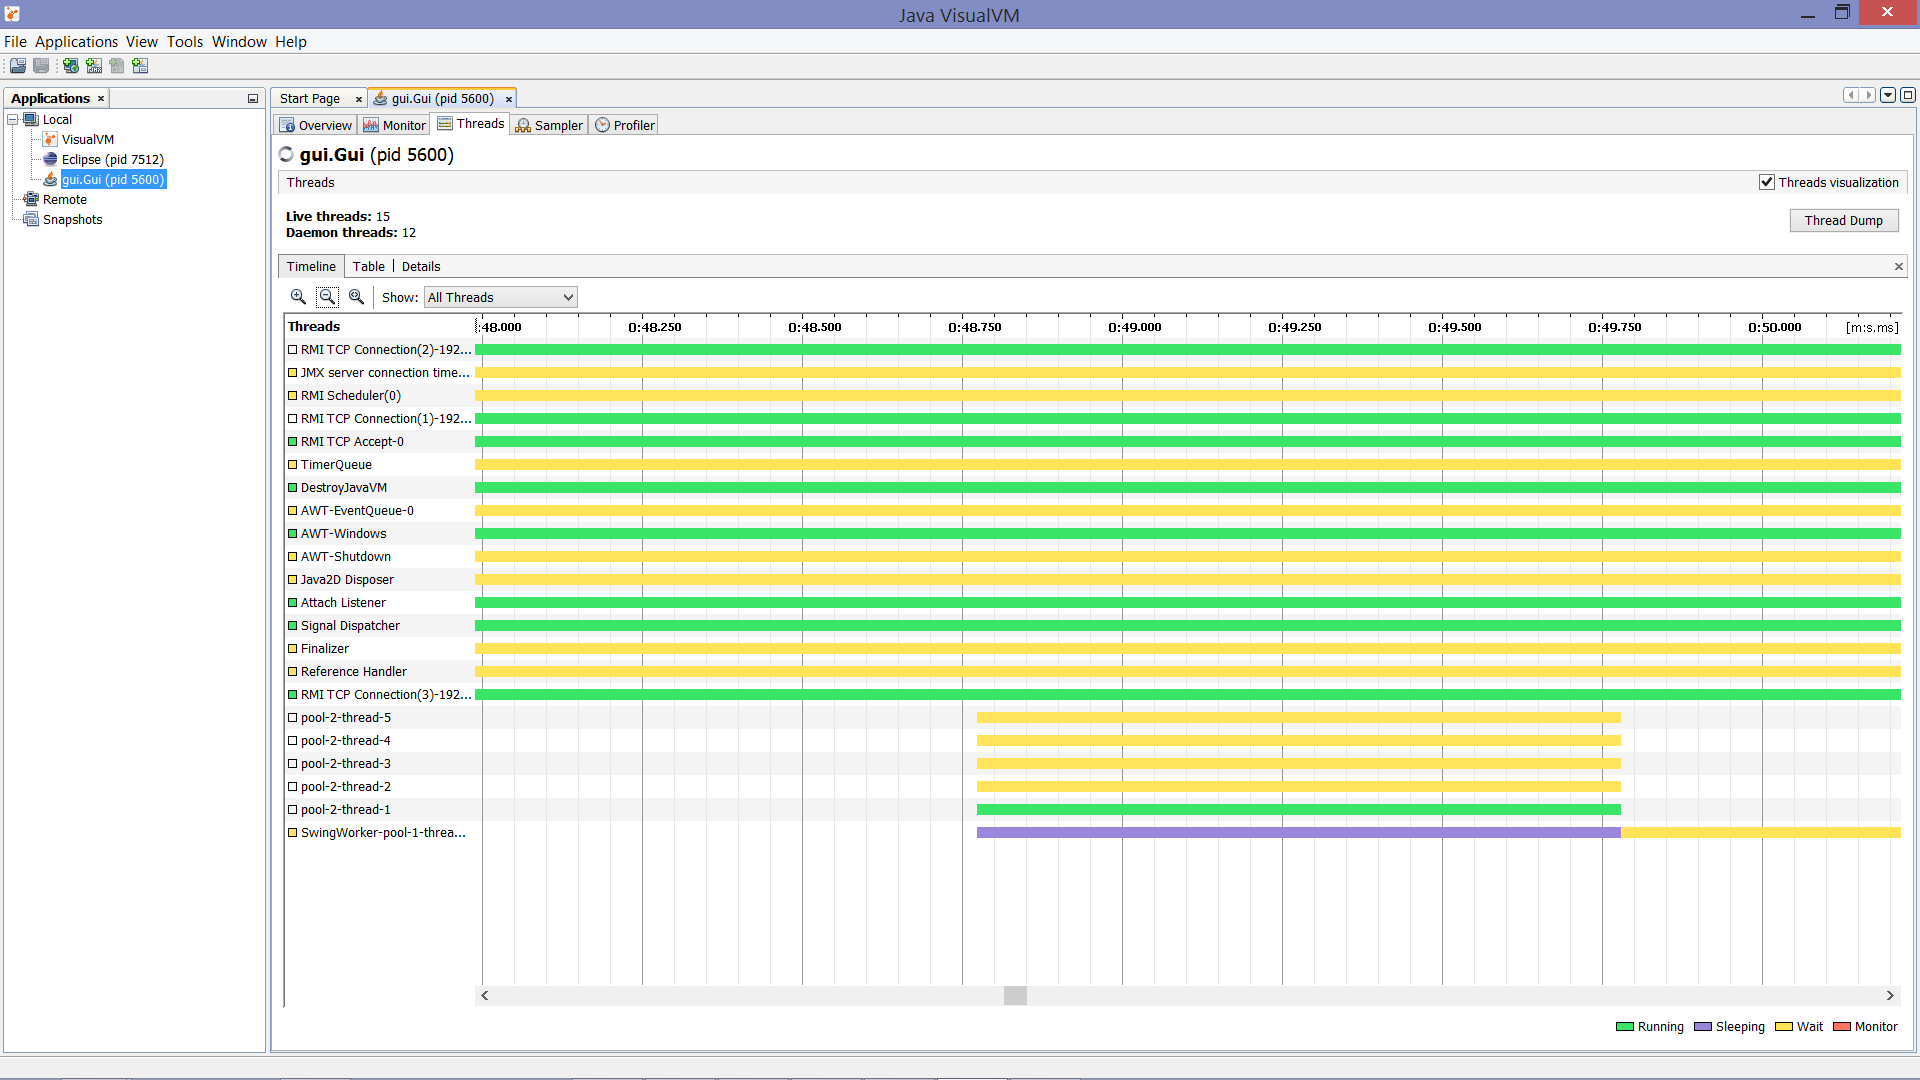 Java VisualVM
File Applications View Tools Window Help
Applications
Local
VisualVM
Eclipse (pid 7512)
gui.Gui (pid 5600)
Remote
Snapshots
Start Page gui.Gui (pid 5600)
Overview Monitor Threads Sampler Profiler
gui.Gui (pid 5600)
Threads Threads visualization
Live threads: 15
Daemon threads: 12
Thread Dump
Timeline Table Details
Show: All Threads
Threads :48.000 0:48.250 0:48.500 0:48.750 0:49.000 0:49.250 0:49.500 0:49.750 0:50.000 [m:s.ms]
RMI TCP Connection(2)-192...
JMX server connection time...
RMI Scheduler(0)
RMI TCP Connection(1)-192...
RMI TCP Accept-0
TimerQueue
DestroyJavaVM
AWT-EventQueue-0
AWT-Windows
AWT-Shutdown
Java2D Disposer
Attach Listener
Signal Dispatcher
Finalizer
Reference Handler
RMI TCP Connection(3)-192...
pool-2-thread-5
pool-2-thread-4
pool-2-thread-3
pool-2-thread-2
pool-2-thread-1
SwingWorker-pool-1-threa...
Running Sleeping Wait Monitor